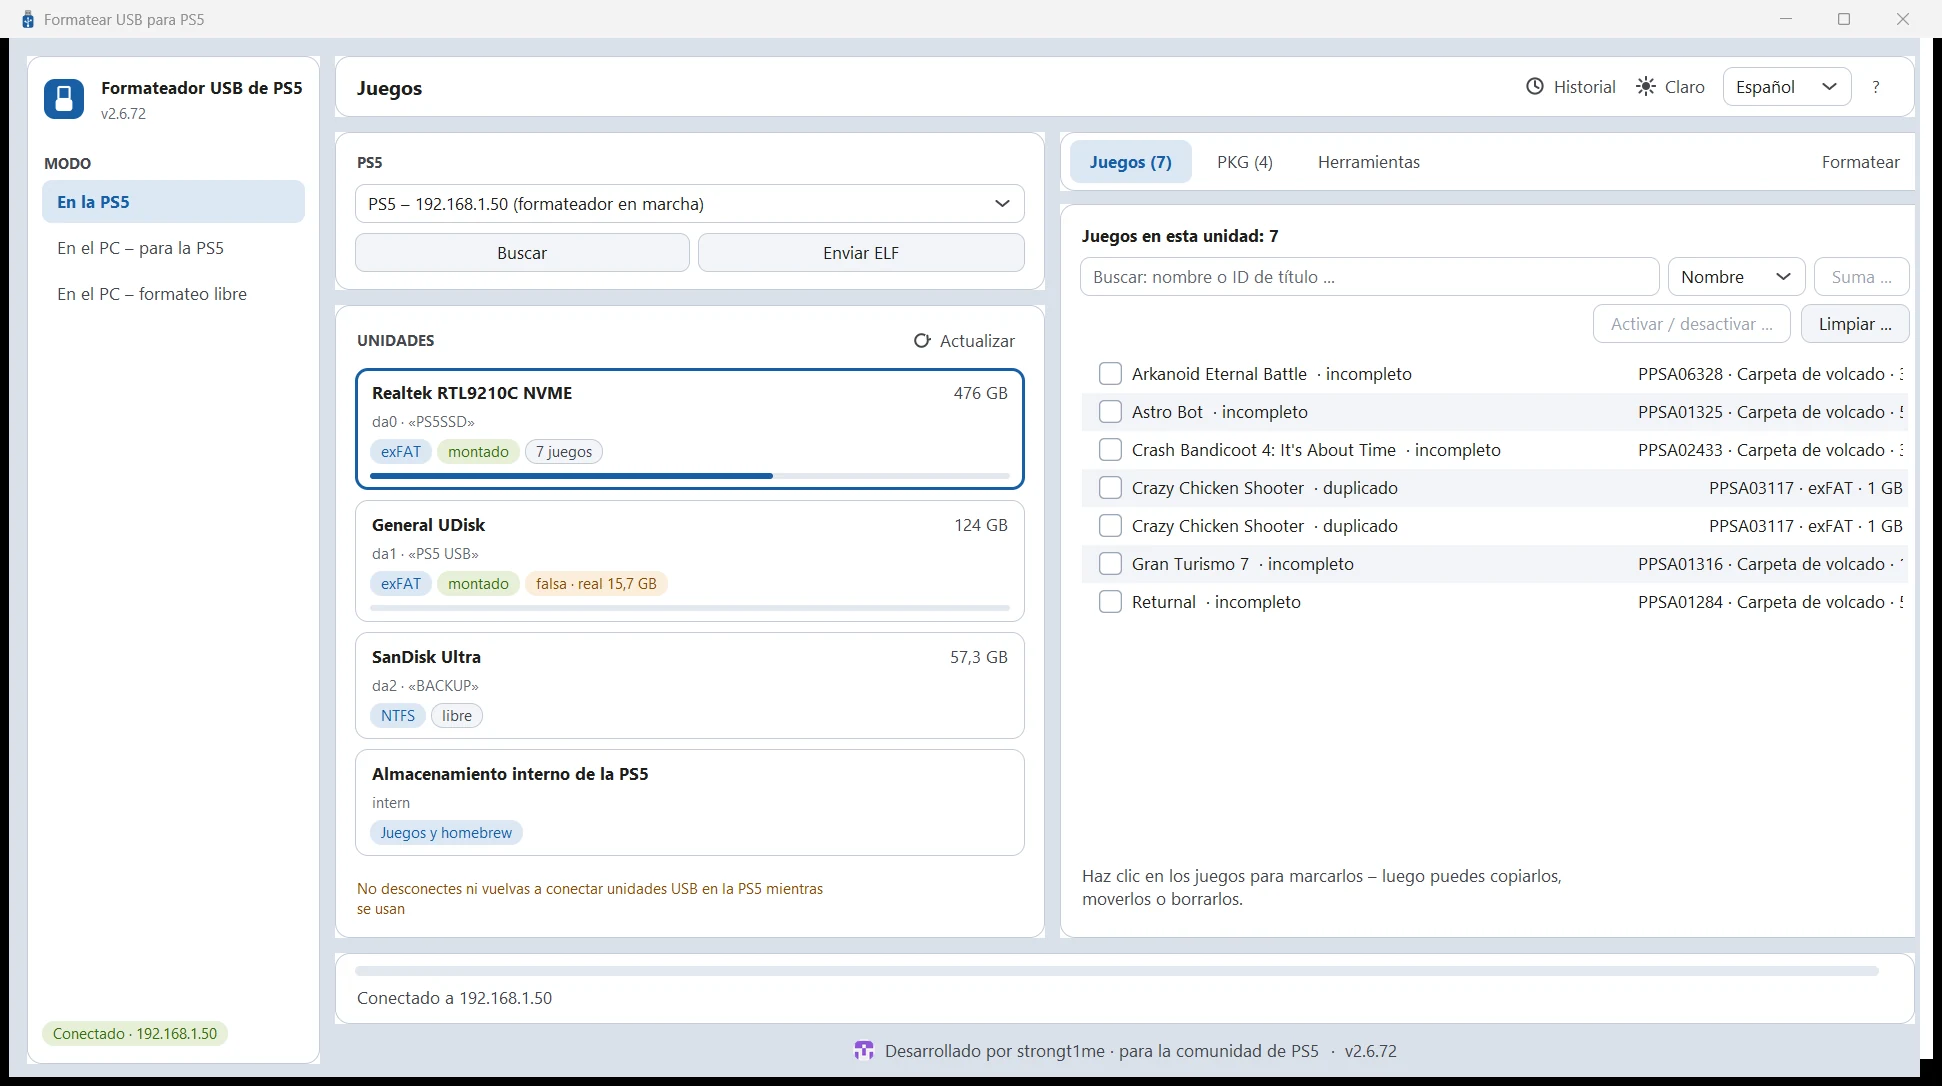 Formatear USB para PS5
Formateador USB de PS5
v2.6.72
MODO
En la PS5
En el PC – para la PS5
En el PC – formateo libre
Conectado · 192.168.1.50
Juegos
Historial
Claro
Español
?
PS5
PS5 – 192.168.1.50 (formateador en marcha)
Buscar
Enviar ELF
UNIDADES
Actualizar
Realtek RTL9210C NVME 476 GB
da0 · «PS5SSD»
exFAT montado 7 juegos
General UDisk 124 GB
da1 · «PS5 USB»
exFAT montado falsa · real 15,7 GB
SanDisk Ultra 57,3 GB
da2 · «BACKUP»
NTFS libre
Almacenamiento interno de la PS5
intern
Juegos y homebrew
No desconectes ni vuelvas a conectar unidades USB en la PS5 mientras
se usan
Juegos (7) PKG (4) Herramientas Formatear
Juegos en esta unidad: 7
Buscar: nombre o ID de título ... Nombre Suma ...
Activar / desactivar ... Limpiar ...
Arkanoid Eternal Battle · incompleto PPSA06328 · Carpeta de volcado ·
Astro Bot · incompleto PPSA01325 · Carpeta de volcado ·
Crash Bandicoot 4: It's About Time · incompleto PPSA02433 · Carpeta de volcado ·
Crazy Chicken Shooter · duplicado PPSA03117 · exFAT · 1 GB
Crazy Chicken Shooter · duplicado PPSA03117 · exFAT · 1 GB
Gran Turismo 7 · incompleto PPSA01316 · Carpeta de volcado ·
Returnal · incompleto PPSA01284 · Carpeta de volcado ·
Haz clic en los juegos para marcarlos – luego puedes copiarlos,
moverlos o borrarlos.
Conectado a 192.168.1.50
Desarrollado por strongt1me · para la comunidad de PS5 · v2.6.72